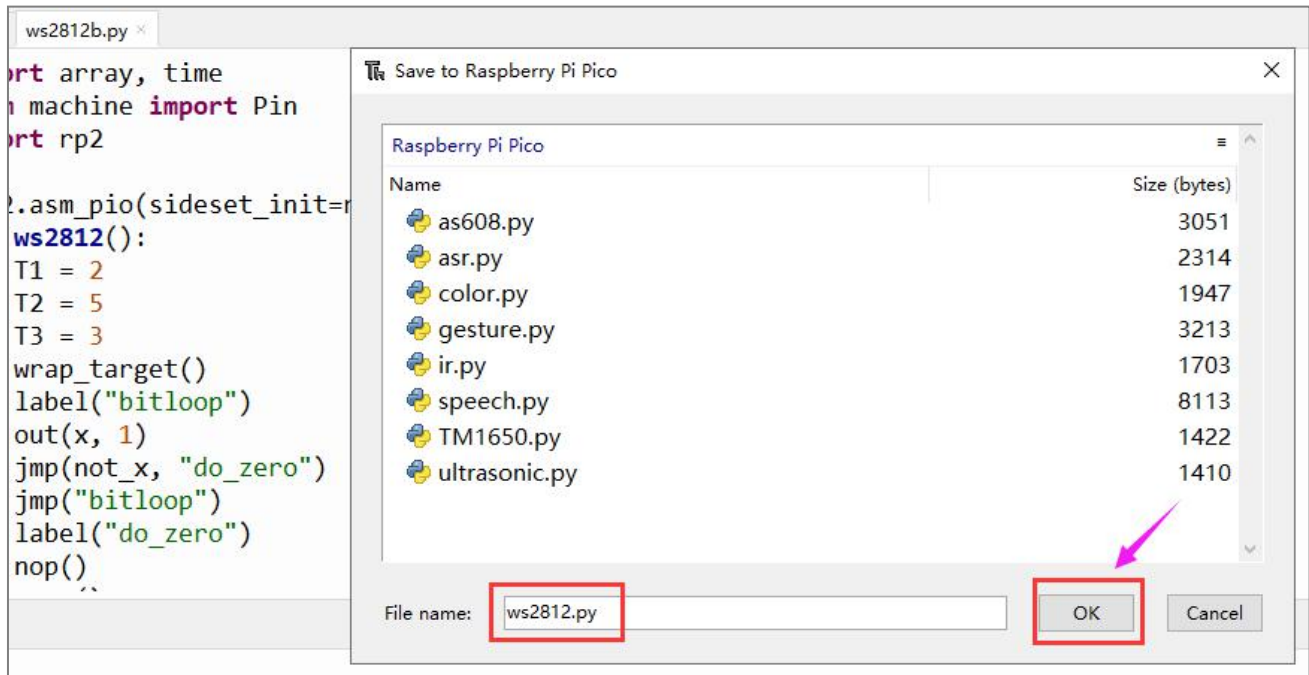 ws2812b.py ×
ort array, time
machine import Pin
ort rp2
.asm_pio(sideset_init=
ws2812():
T1 = 2
T2 = 5
T3 = 3
wrap_target()
label("bitloop")
out(x, 1)
jmp(not_x, "do_zero")
jmp("bitloop")
label("do_zero")
nop()
Save to Raspberry Pi Pico
Raspberry Pi Pico
Name Size (bytes)
as608.py 3051
asr.py 2314
color.py 1947
gesture.py 3213
ir.py 1703
speech.py 8113
TM1650.py 1422
ultrasonic.py 1410
File name: ws2812.py OK Cancel